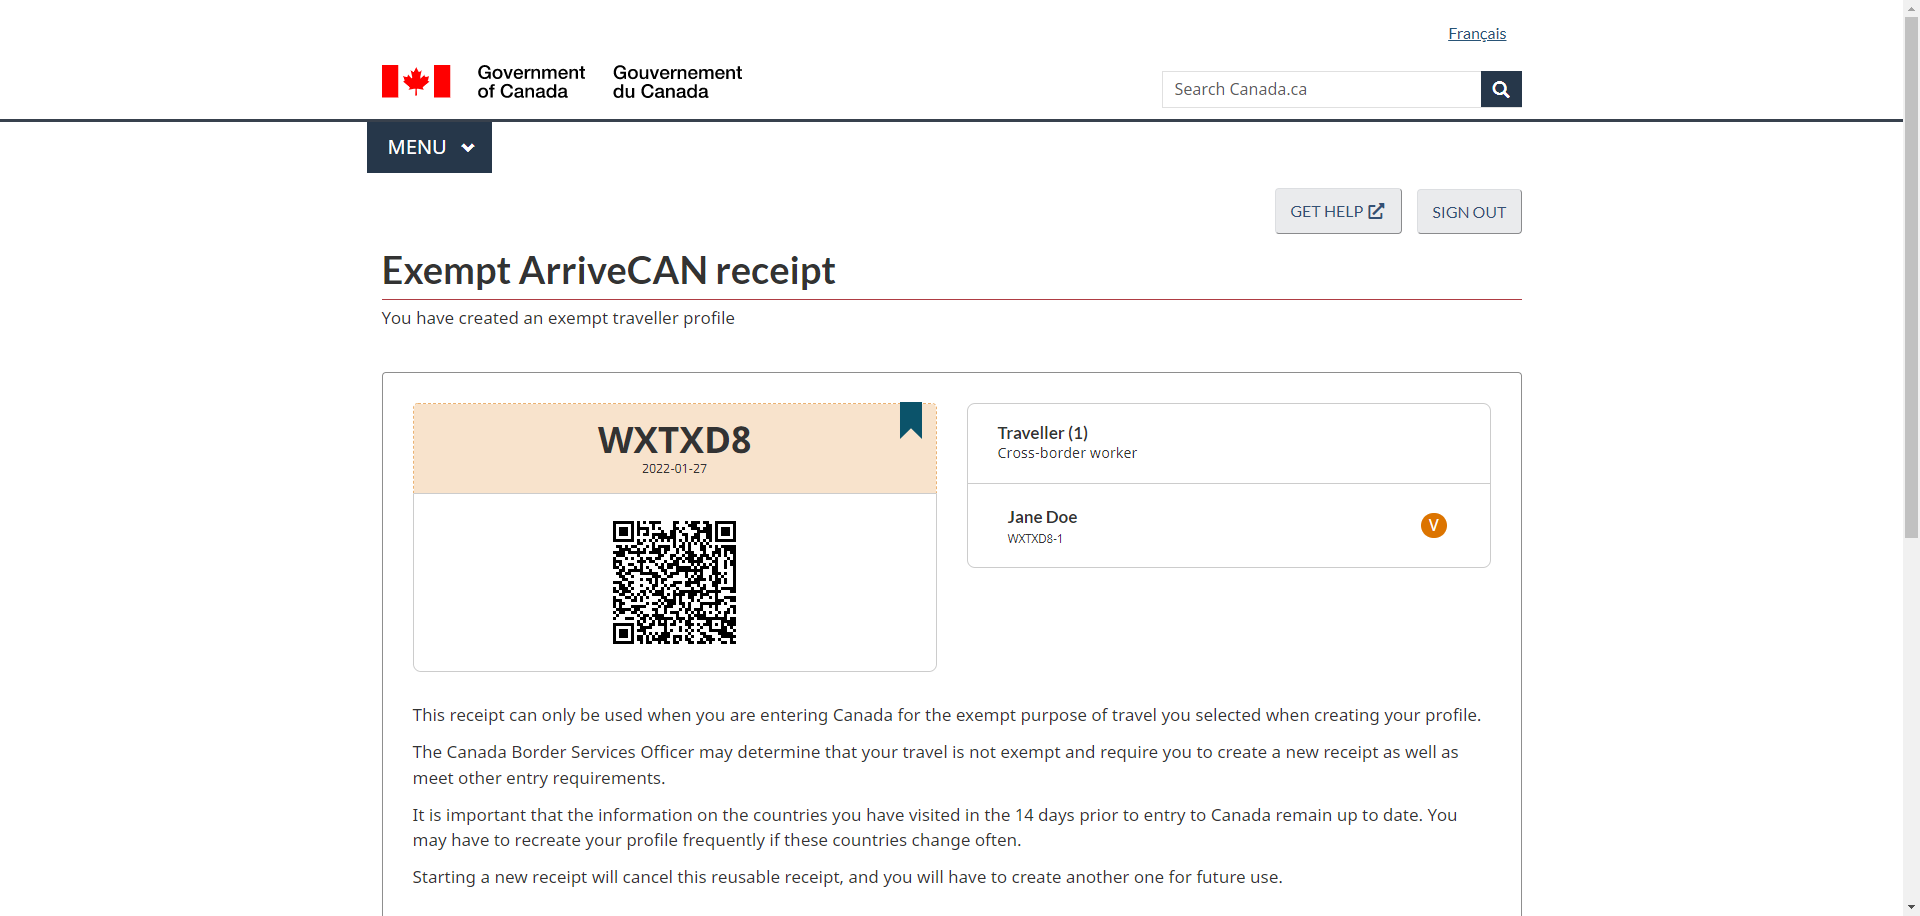 Français
Government
of Canada
Gouvernement
du Canada
Search Canada.ca
MENU
GET HELP
SIGN OUT
Exempt ArriveCAN receipt
You have created an exempt traveller profile
WXTXD8
2022-01-27
Traveller (1)
Cross-border worker
Jane Doe
WXTXD8-1
V
This receipt can only be used when you are entering Canada for the exempt purpose of travel you selected when creating your profile.
The Canada Border Services Officer may determine that your travel is not exempt and require you to create a new receipt as well as
meet other entry requirements.
It is important that the information on the countries you have visited in the 14 days prior to entry to Canada remain up to date. You
may have to recreate your profile frequently if these countries change often.
Starting a new receipt will cancel this reusable receipt, and you will have to create another one for future use.